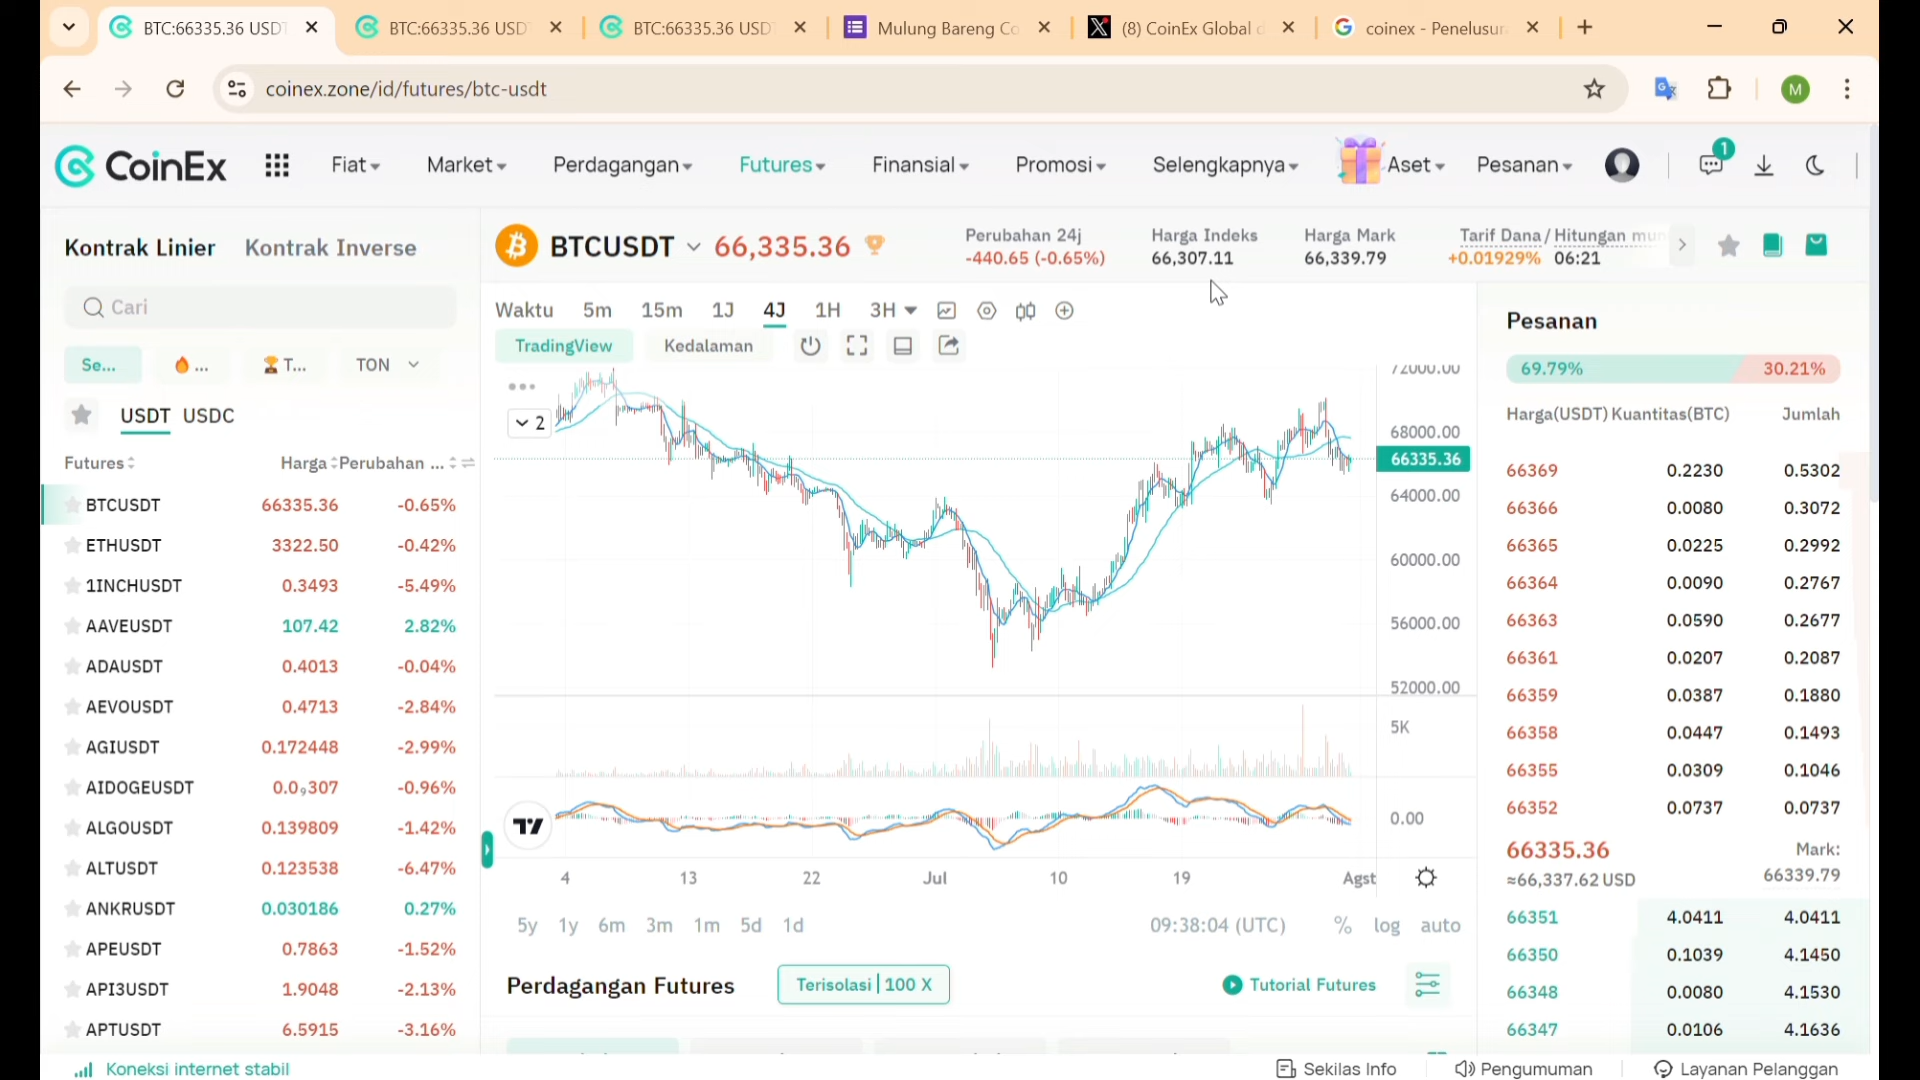 BTC:66335.36 USDT
BTC:66335.36 USD
BTC:66335.36 USDT
Mulung Bareng Co
(8) CoinEx Global d
coinex - Penelusur
coinex.zone/id/futures/btc-usdt
M
CoinEx
Fiat
Market
Perdagangan
Futures
Finansial
Promosi
Selengkapnya
Aset
Pesanan
1
Kontrak Linier Kontrak Inverse
Cari
Se... ... T... TON
USDT USDC
Futures Harga Perubahan ...
BTCUSDT 66335.36 -0.65%
ETHUSDT 3322.50 -0.42%
1INCHUSDT 0.3493 -5.49%
AAVEUSDT 107.42 2.82%
ADAUSDT 0.4013 -0.04%
AEVOUSDT 0.4713 -2.84%
AGIUSDT 0.172448 -2.99%
AIDOGEUSDT 0.0₉307 -0.96%
ALGOUSDT 0.139809 -1.42%
ALTUSDT 0.123538 -6.47%
ANKRUSDT 0.030186 0.27%
APEUSDT 0.7863 -1.52%
API3USDT 1.9048 -2.13%
APTUSDT 6.5915 -3.16%
BTCUSDT 66,335.36
Perubahan 24j
-440.65 (-0.65%)
Harga Indeks
66,307.11
Harga Mark
66,339.79
Tarif Dana / Hitungan mun
+0.01929% 06:21
Waktu 5m 15m 1J 4J 1H 3H
TradingView Kedalaman
2
72000.00
68000.00
66335.36
64000.00
60000.00
56000.00
52000.00
5K
0.00
4 13 22 Jul 10 19 Agst
5y 1y 6m 3m 1m 5d 1d 09:38:04 (UTC) % log auto
Perdagangan Futures Terisolasi | 100 X Tutorial Futures
Pesanan
69.79% 30.21%
Harga(USDT) Kuantitas(BTC) Jumlah
66369 0.2230 0.5302
66366 0.0080 0.3072
66365 0.0225 0.2992
66364 0.0090 0.2767
66363 0.0590 0.2677
66361 0.0207 0.2087
66359 0.0387 0.1880
66358 0.0447 0.1493
66355 0.0309 0.1046
66352 0.0737 0.0737
66335.36 Mark:
≈66,337.62 USD 66339.79
66351 4.0411 4.0411
66350 0.1039 4.1450
66348 0.0080 4.1530
66347 0.0106 4.1636
Koneksi internet stabil
Sekilas Info
Pengumuman
Layanan Pelanggan